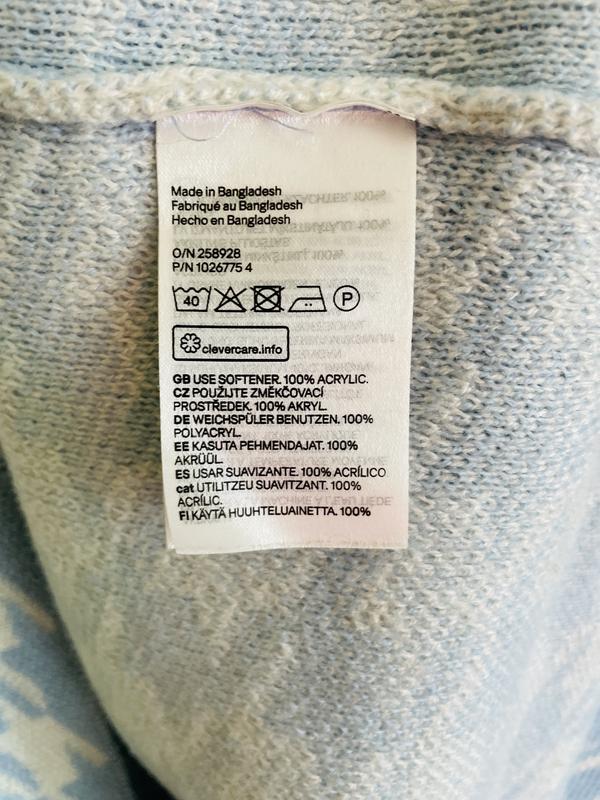 Made in Bangladesh
Fabriqué au Bangladesh
Hecho en Bangladesh
O/N 258928
P/N 1026775 4
40
P
clevercare.info
GB USE SOFTENER. 100% ACRYLIC.
CZ POUŽIJTE ZMĚKČOVACÍ
PROSTŘEDEK. 100% AKRYL.
DE WEICHSPÜLER BENUTZEN. 100%
POLYACRYL.
EE KASUTA PEHMENDAJAT. 100%
AKRÜÜL.
ES USAR SUAVIZANTE. 100% ACRÍLICO
cat UTILITZEU SUAVITZANT. 100%
ACRÍLIC.
FI KÄYTÄ HUUHTELUAINETTA. 100%